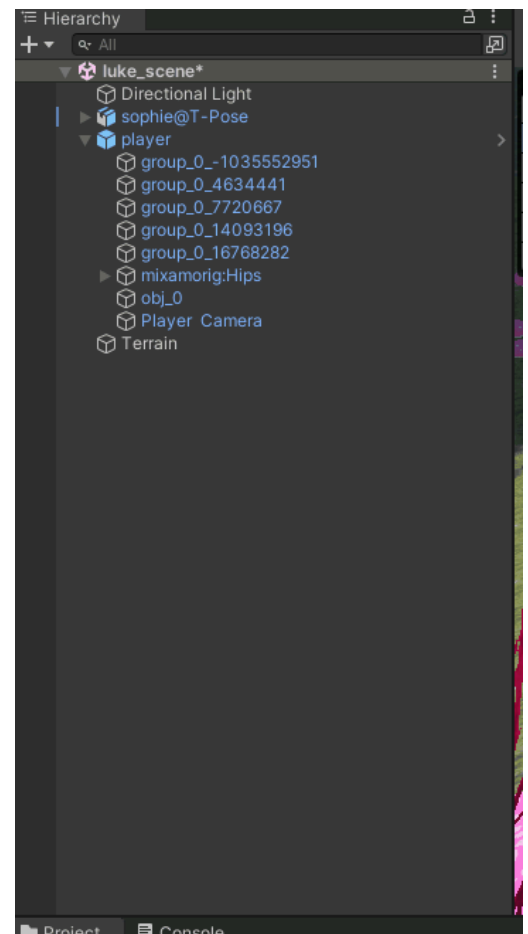 Hierarchy
All
luke_scene*
Directional Light
sophie@T-Pose
player
group_0_-1035552951
group_0_4634441
group_0_7720667
group_0_14093196
group_0_16768282
mixamorig:Hips
obj_0
Player Camera
Terrain
Project Console